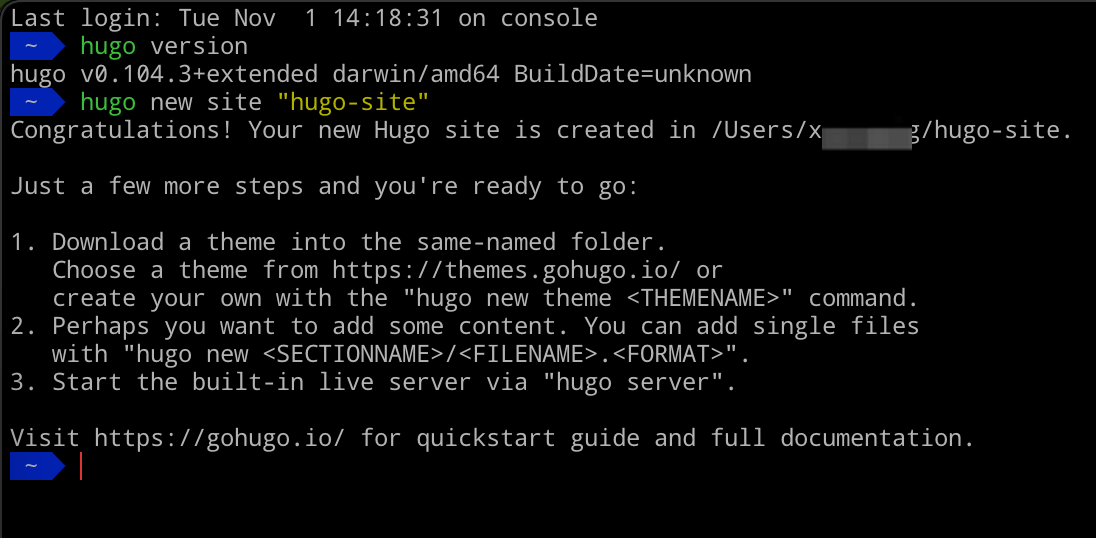 Last login: Tue Nov  1 14:18:31 on console
~ hugo version
hugo v0.104.3+extended darwin/amd64 BuildDate=unknown
~ hugo new site "hugo-site"
Congratulations! Your new Hugo site is created in /Users/x g/hugo-site.
Just a few more steps and you're ready to go:
1. Download a theme into the same-named folder.
   Choose a theme from https://themes.gohugo.io/ or
   create your own with the "hugo new theme <THEMENAME>" command.
2. Perhaps you want to add some content. You can add single files
   with "hugo new <SECTIONNAME>/<FILENAME>.<FORMAT>".
3. Start the built-in live server via "hugo server".
Visit https://gohugo.io/ for quickstart guide and full documentation.
~